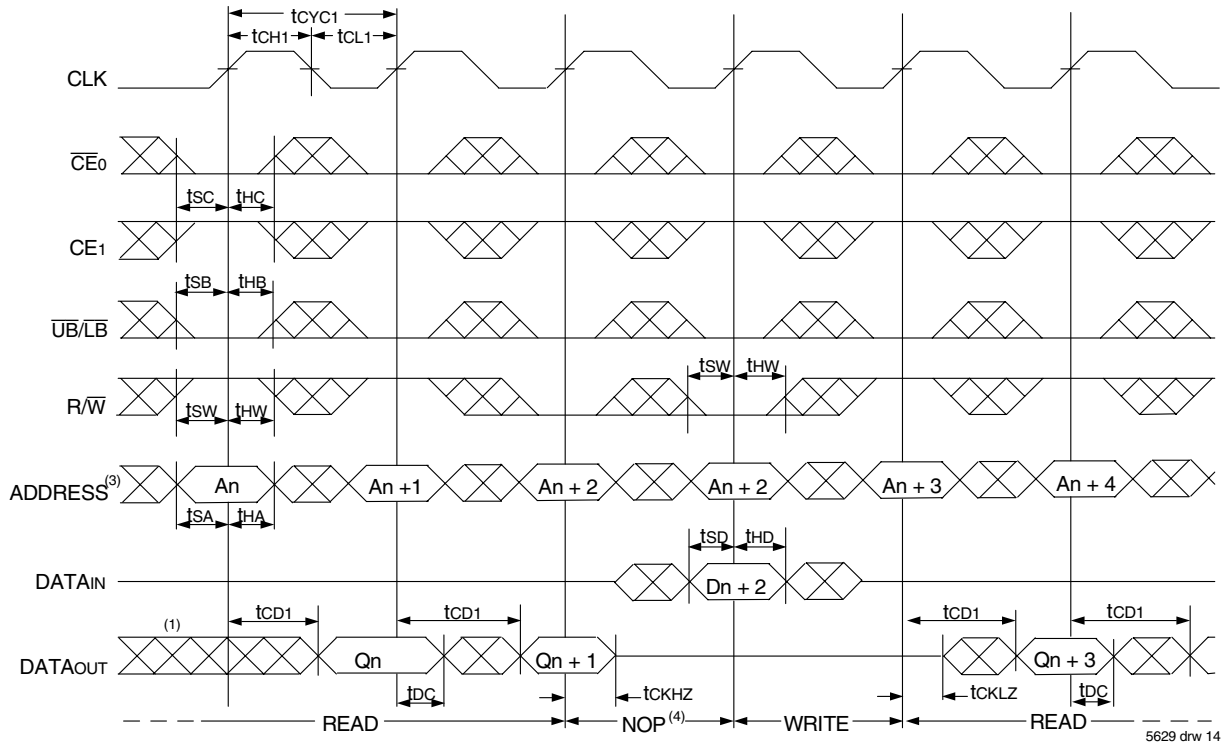 tCYC1
tCH1 tCL1
CLK
CE0
tSC tHC
CE1
tSB tHB
UB/LB
tSW tHW
R/W
tSW tHW
ADDRESS(3) An An +1 An + 2 An + 2 An + 3 An + 4
tSA tHA
tSD tHD
DATAIN Dn + 2
(1) tCD1 tCD1 tCD1 tCD1
DATAOUT Qn Qn + 1 Qn + 3
tDC tCKHZ tCKLZ tDC
READ NOP(4) WRITE READ
5629 drw 14